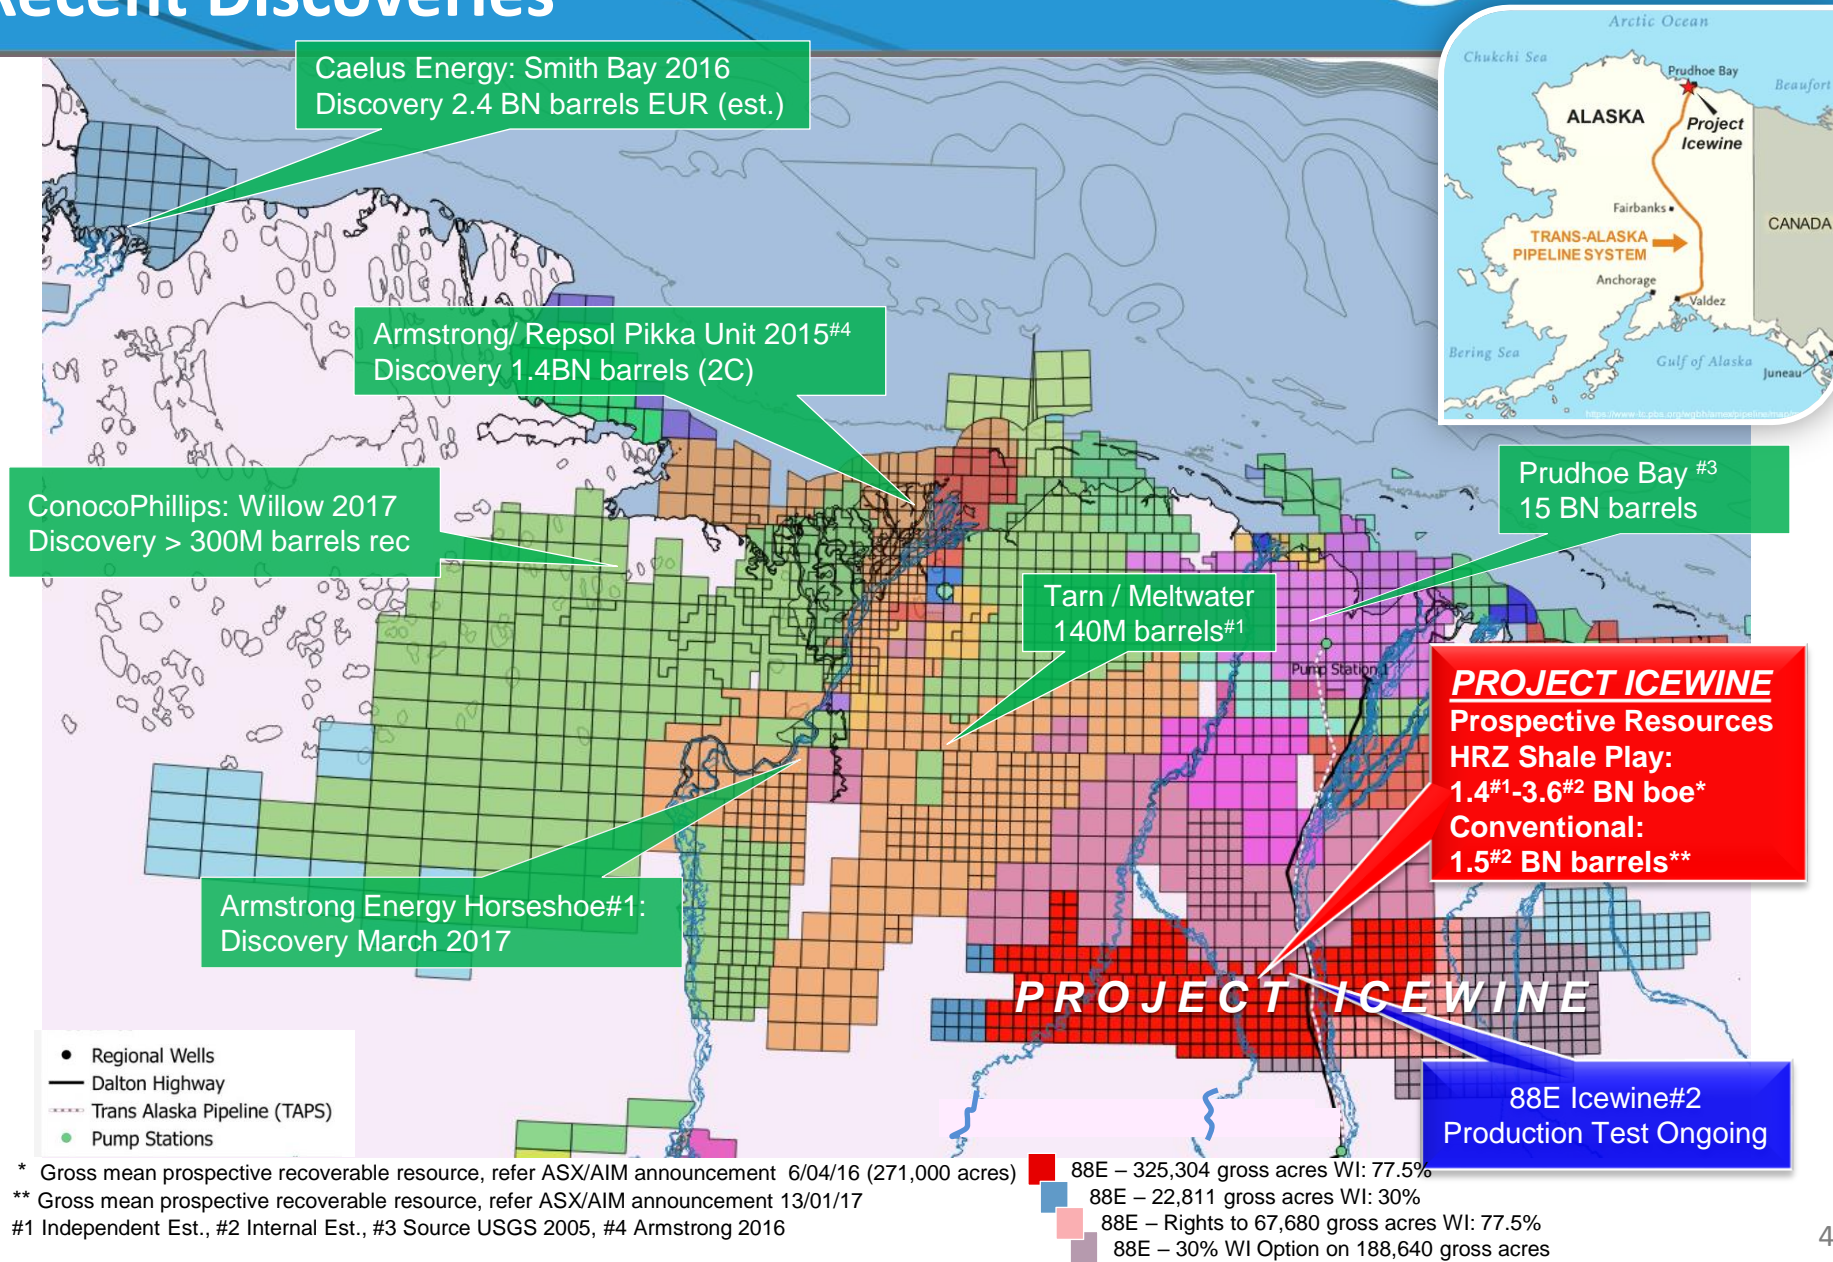 Recent Discoveries
Arctic Ocean
Chukchi Sea
Prudhoe Bay
Beaufort
ALASKA
Project
Icewine
Fairbanks
CANADA
TRANS-ALASKA
PIPELINE SYSTEM
Anchorage
Valdez
Bering Sea
Gulf of Alaska
Juneau
Caelus Energy: Smith Bay 2016
Discovery 2.4 BN barrels EUR (est.)
Armstrong/ Repsol Pikka Unit 2015#4
Discovery 1.4BN barrels (2C)
ConocoPhillips: Willow 2017
Discovery > 300M barrels rec
Prudhoe Bay #3
15 BN barrels
Tarn / Meltwater
140M barrels#1
Pump Station 1
PROJECT ICEWINE
Prospective Resources
HRZ Shale Play:
1.4#1-3.6#2 BN boe*
Conventional:
1.5#2 BN barrels**
Armstrong Energy Horseshoe#1:
Discovery March 2017
PROJECT ICEWINE
88E Icewine#2
Production Test Ongoing
Regional Wells
Dalton Highway
Trans Alaska Pipeline (TAPS)
Pump Stations
* Gross mean prospective recoverable resource, refer ASX/AIM announcement 6/04/16 (271,000 acres)
** Gross mean prospective recoverable resource, refer ASX/AIM announcement 13/01/17
#1 Independent Est., #2 Internal Est., #3 Source USGS 2005, #4 Armstrong 2016
88E – 325,304 gross acres WI: 77.5%
88E – 22,811 gross acres WI: 30%
88E – Rights to 67,680 gross acres WI: 77.5%
88E – 30% WI Option on 188,640 gross acres
4